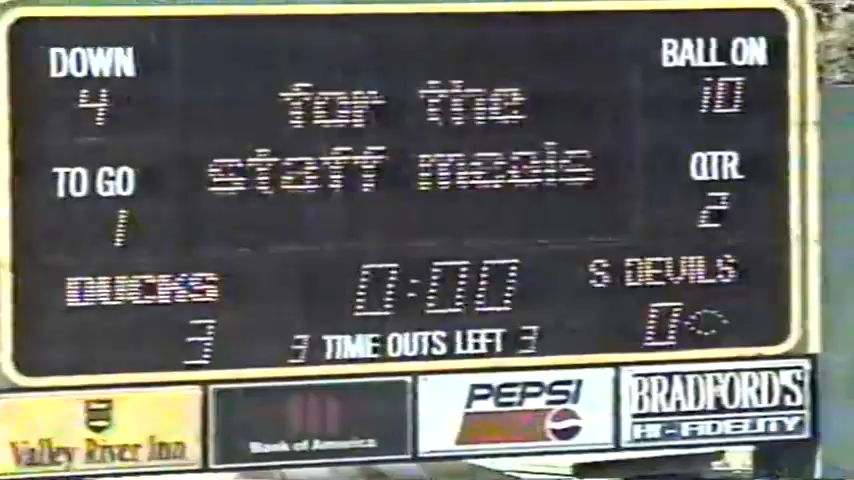 DOWN
4
for the
BALL ON
10
staff meals
TO GO
1
QTR.
2
DUCKS
0:00
S DEVILS
3
3 TIME OUTS LEFT 3
0
Valley River Inn
Bank of America
PEPSI
BRADFORD'S
HI-FIDELITY